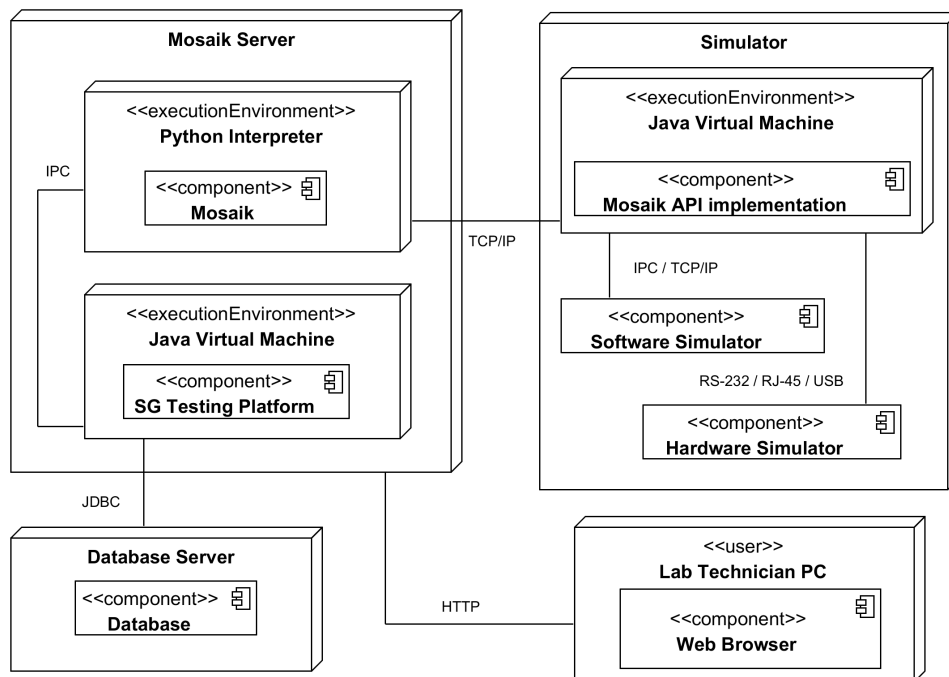 Mosaik Server
<<executionEnvironment>>
Python Interpreter
<<component>>
Mosaik
IPC
<<executionEnvironment>>
Java Virtual Machine
<<component>>
SG Testing Platform
TCP/IP
Simulator
<<executionEnvironment>>
Java Virtual Machine
<<component>>
Mosaik API implementation
IPC / TCP/IP
<<component>>
Software Simulator
RS-232 / RJ-45 / USB
<<component>>
Hardware Simulator
JDBC
Database Server
<<component>>
Database
HTTP
<<user>>
Lab Technician PC
<<component>>
Web Browser